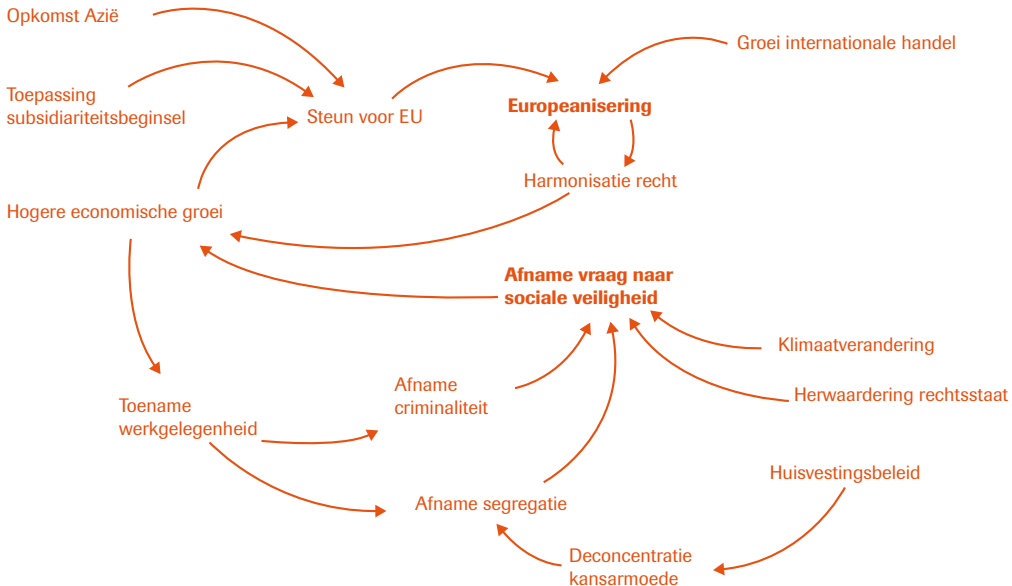 Opkomst Azië
Groei internationale handel
Toepassing
subsidiariteitsbeginsel
Steun voor EU
Europeanisering
Harmonisatie recht
Hogere economische groei
Afname vraag naar
sociale veiligheid
Klimaatverandering
Herwaardering rechtsstaat
Afname
criminaliteit
Toename
werkgelegenheid
Huisvestingsbeleid
Afname segregatie
Deconcentratie
kansarmoede